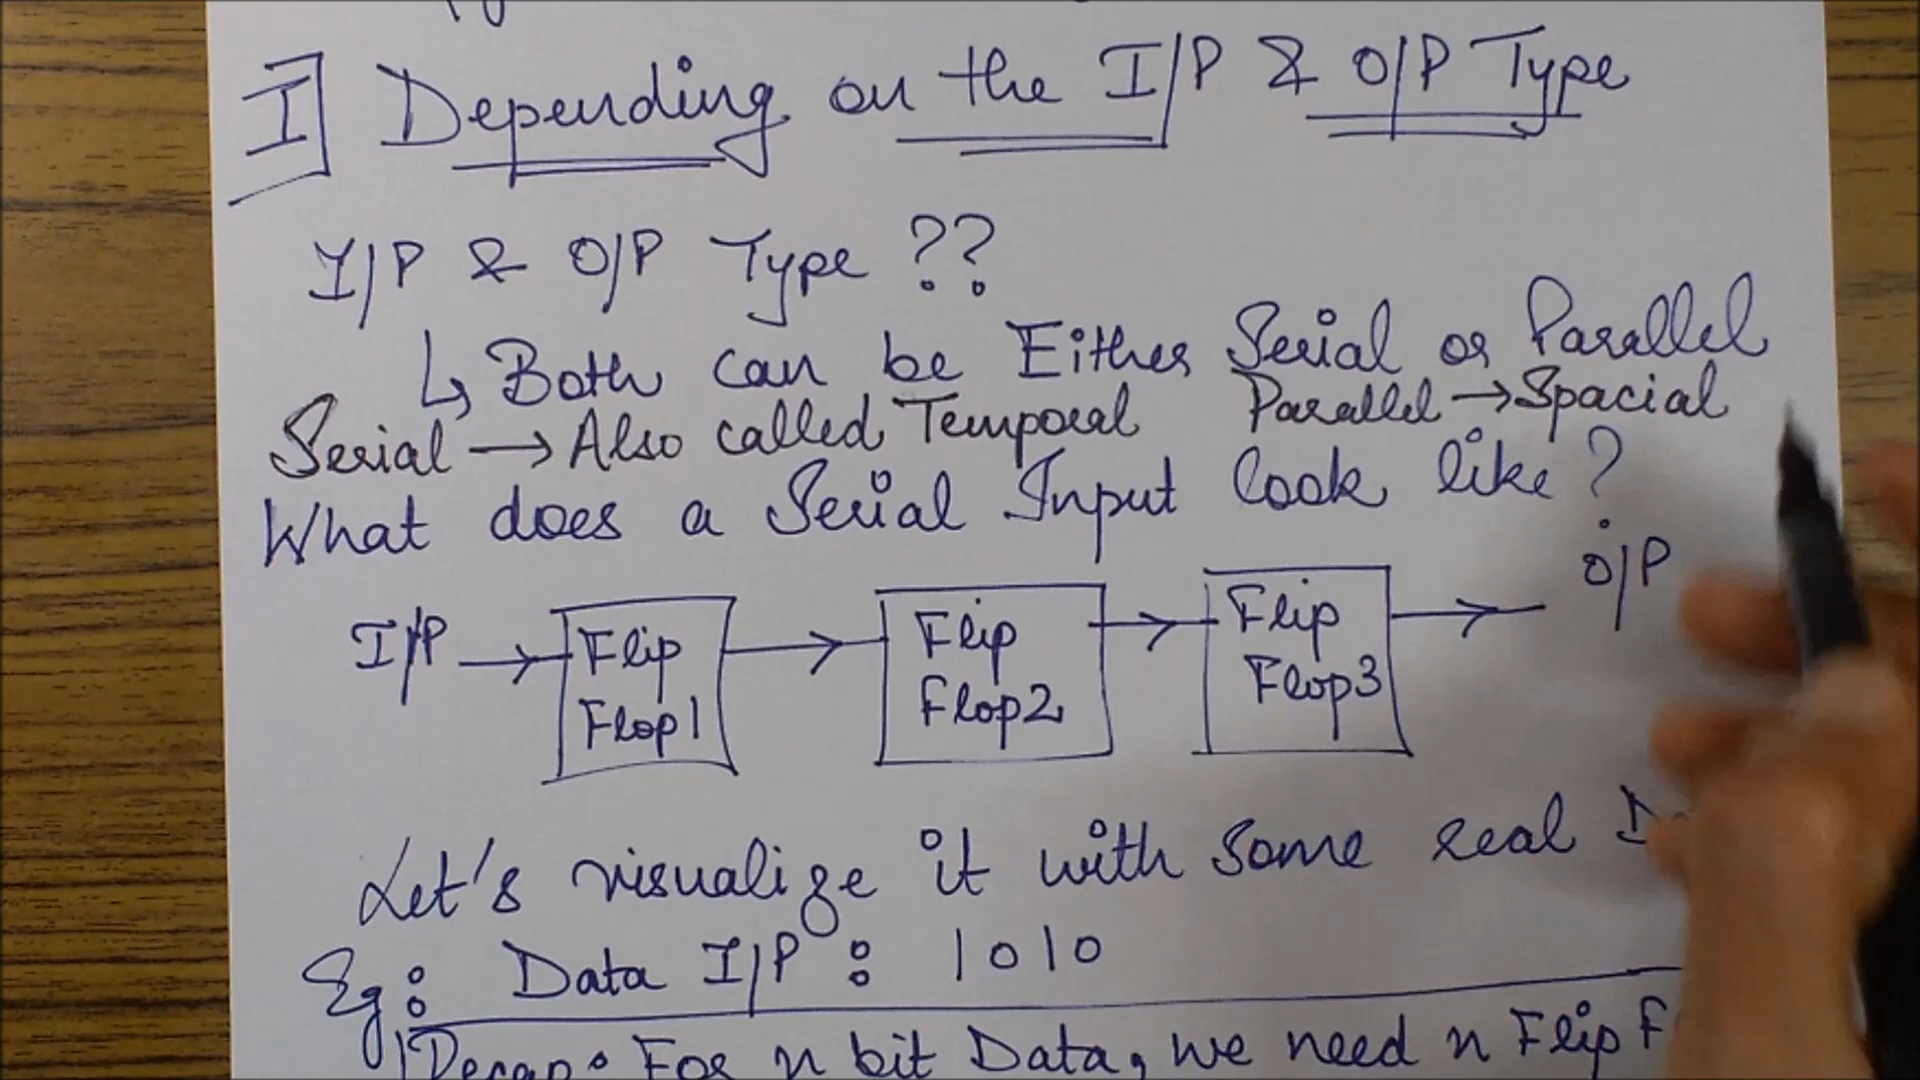 I] Depending on the I/P & O/P Type
I/P & O/P Type ??
↳ Both can be Either Serial or Parallel
Serial → Also called Temporal Parallel → Spacial
What does a Serial Input look like?
I/P → Flip Flop1 → Flip Flop2 → Flip Flop3 → O/P
Let's visualize it with some real
Eg: Data I/P : 1010
Recap: For n bit Data, we need n Flip